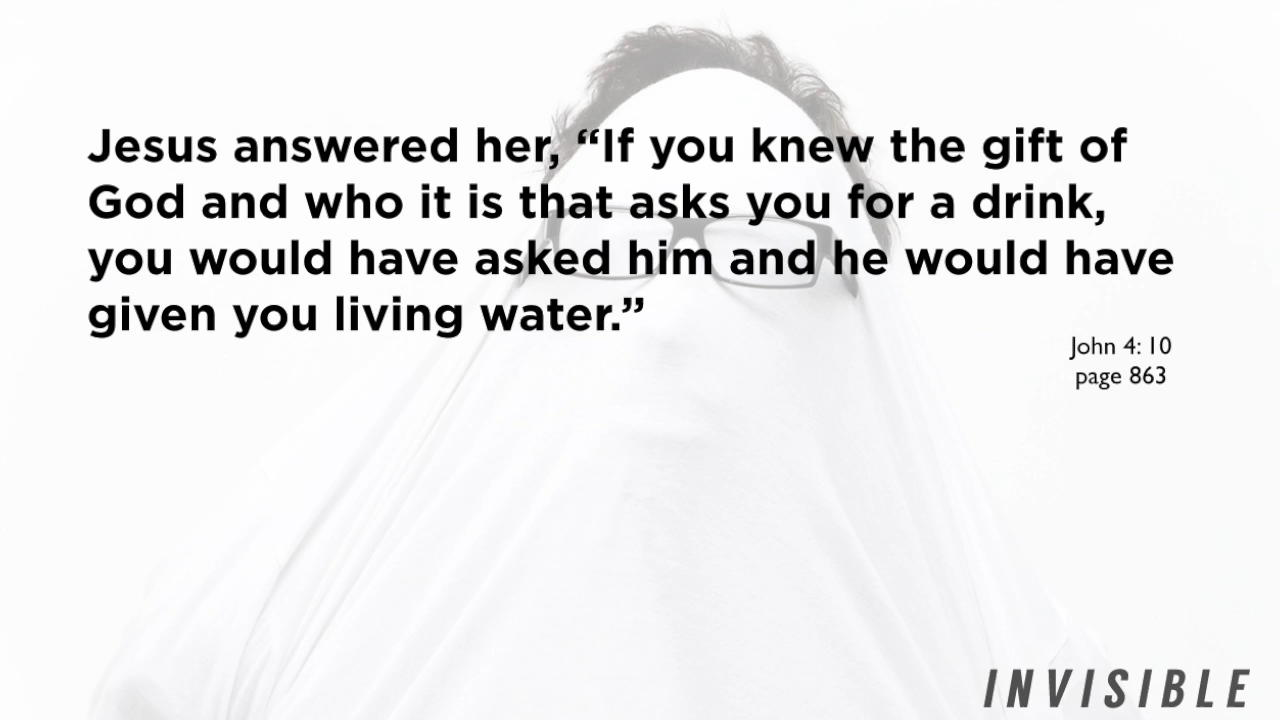 Jesus answered her, “If you knew the gift of
God and who it is that asks you for a drink,
you would have asked him and he would have
given you living water.”
John 4: 10
page 863
INVISIBLE